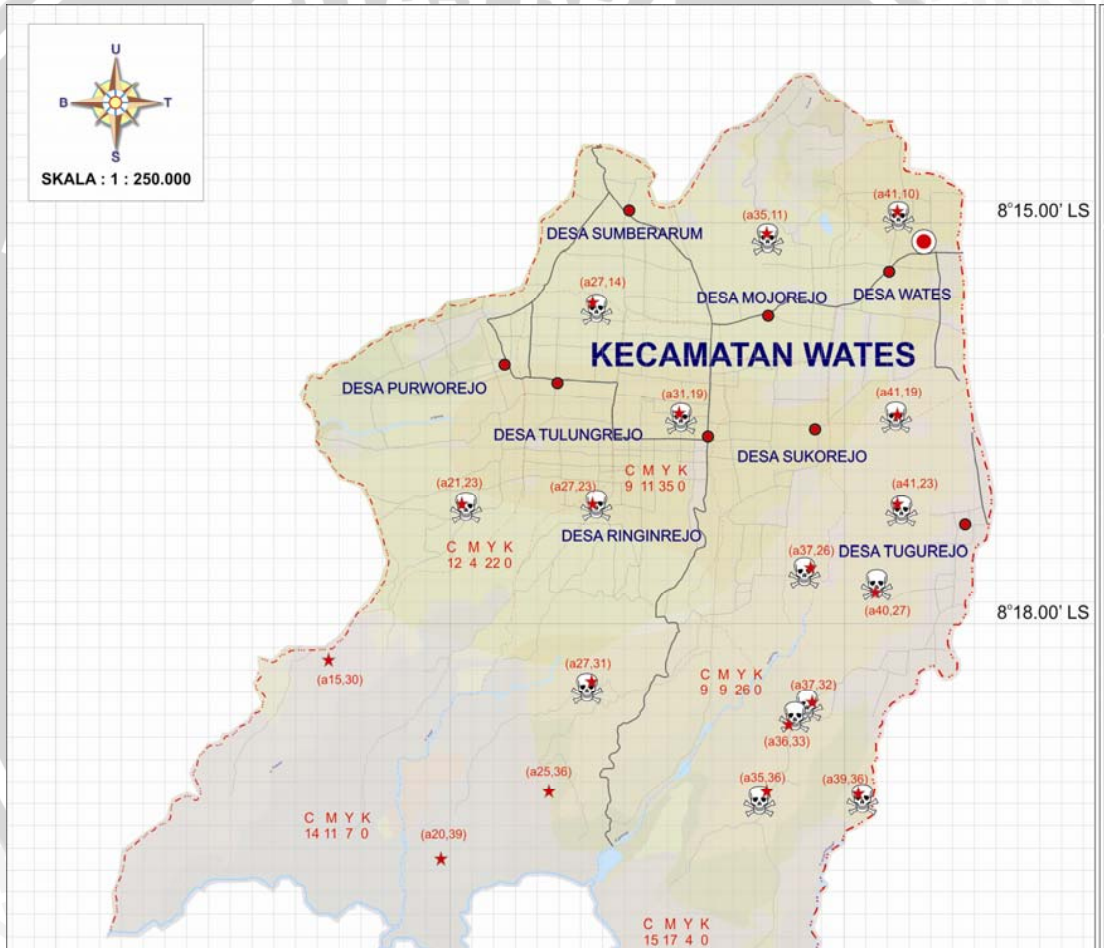 U
B T
S
SKALA : 1 : 250.000
(a41,10)
8°15.00' LS
(a35,11)
DESA SUMBERARUM
(a27,14)
DESA MOJOREJO
DESA WATES
KECAMATAN WATES
DESA PURWOREJO
(a31,19)
(a41,19)
DESA TULUNGREJO
DESA SUKOREJO
C M Y K
9 11 35 0
(a21,23)
(a27,23)
(a41,23)
DESA RINGINREJO
C M Y K
12 4 22 0
(a37,26)
DESA TUGUREJO
(a40,27)
8°18.00' LS
(a15,30)
(a27,31)
C M Y K
9 9 26 0
(a37,32)
(a36,33)
(a25,36)
(a35,36)
(a39,36)
C M Y K
14 11 7 0
(a20,39)
C M Y K
15 17 4 0